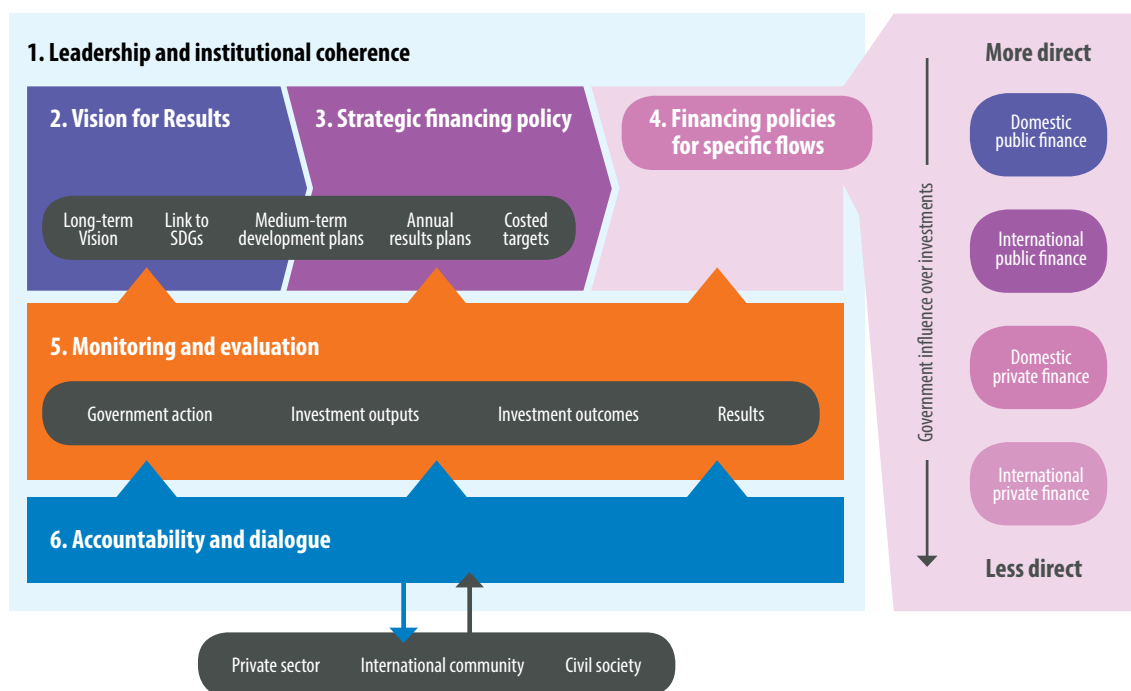 1. Leadership and institutional coherence
2. Vision for Results
3. Strategic financing policy
4. Financing policies
for specific flows
Long-term
Vision
Link to
SDGs
Medium-term
development plans
Annual
results plans
Costed
targets
5. Monitoring and evaluation
Government action
Investment outputs
Investment outcomes
Results
6. Accountability and dialogue
Private sector
International community
Civil society
More direct
Government influence over investments
Domestic
public finance
International
public finance
Domestic
private finance
International
private finance
Less direct